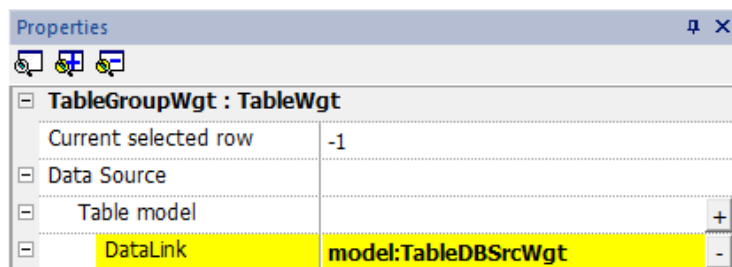 Properties
TableGroupWgt : TableWgt
Current selected row -1
Data Source
Table model +
DataLink model:TableDBSrcWgt -